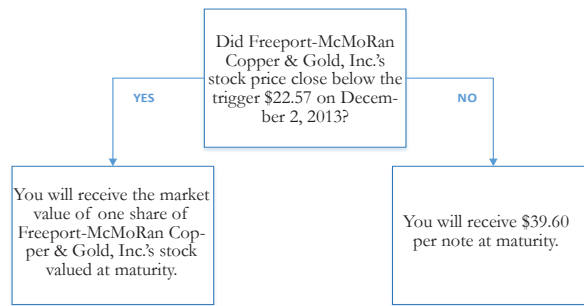 Did Freeport-McMoRan
Copper & Gold, Inc.'s
stock price close below the
trigger $22.57 on Decem-
ber 2, 2013?
YES
NO
You will receive the market
value of one share of
Freeport-McMoRan Cop-
per & Gold, Inc.'s stock
valued at maturity.
You will receive $39.60
per note at maturity.